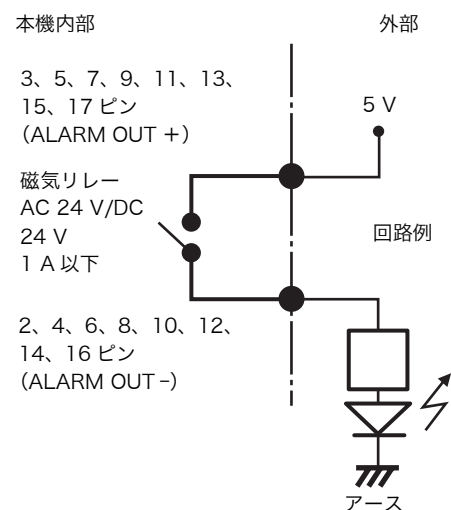 本機内部
外部
3、5、7、9、11、13、
15、17 ピン
（ALARM OUT +）
5 V
磁気リレー
AC 24 V/DC
24 V
1 A 以下
回路例
2、4、6、8、10、12、
14、16 ピン
（ALARM OUT −）
アース